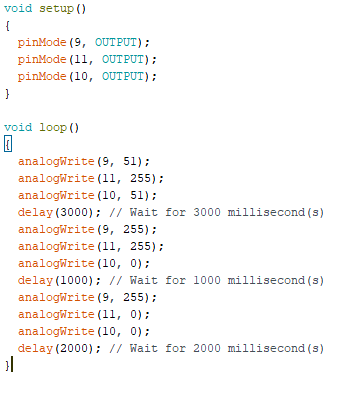 void setup()
{
  pinMode(9, OUTPUT);
  pinMode(11, OUTPUT);
  pinMode(10, OUTPUT);
}

void loop()
{
  analogWrite(9, 51);
  analogWrite(11, 255);
  analogWrite(10, 51);
  delay(3000); // Wait for 3000 millisecond(s)
  analogWrite(9, 255);
  analogWrite(11, 255);
  analogWrite(10, 0);
  delay(1000); // Wait for 1000 millisecond(s)
  analogWrite(9, 255);
  analogWrite(11, 0);
  analogWrite(10, 0);
  delay(2000); // Wait for 2000 millisecond(s)
}